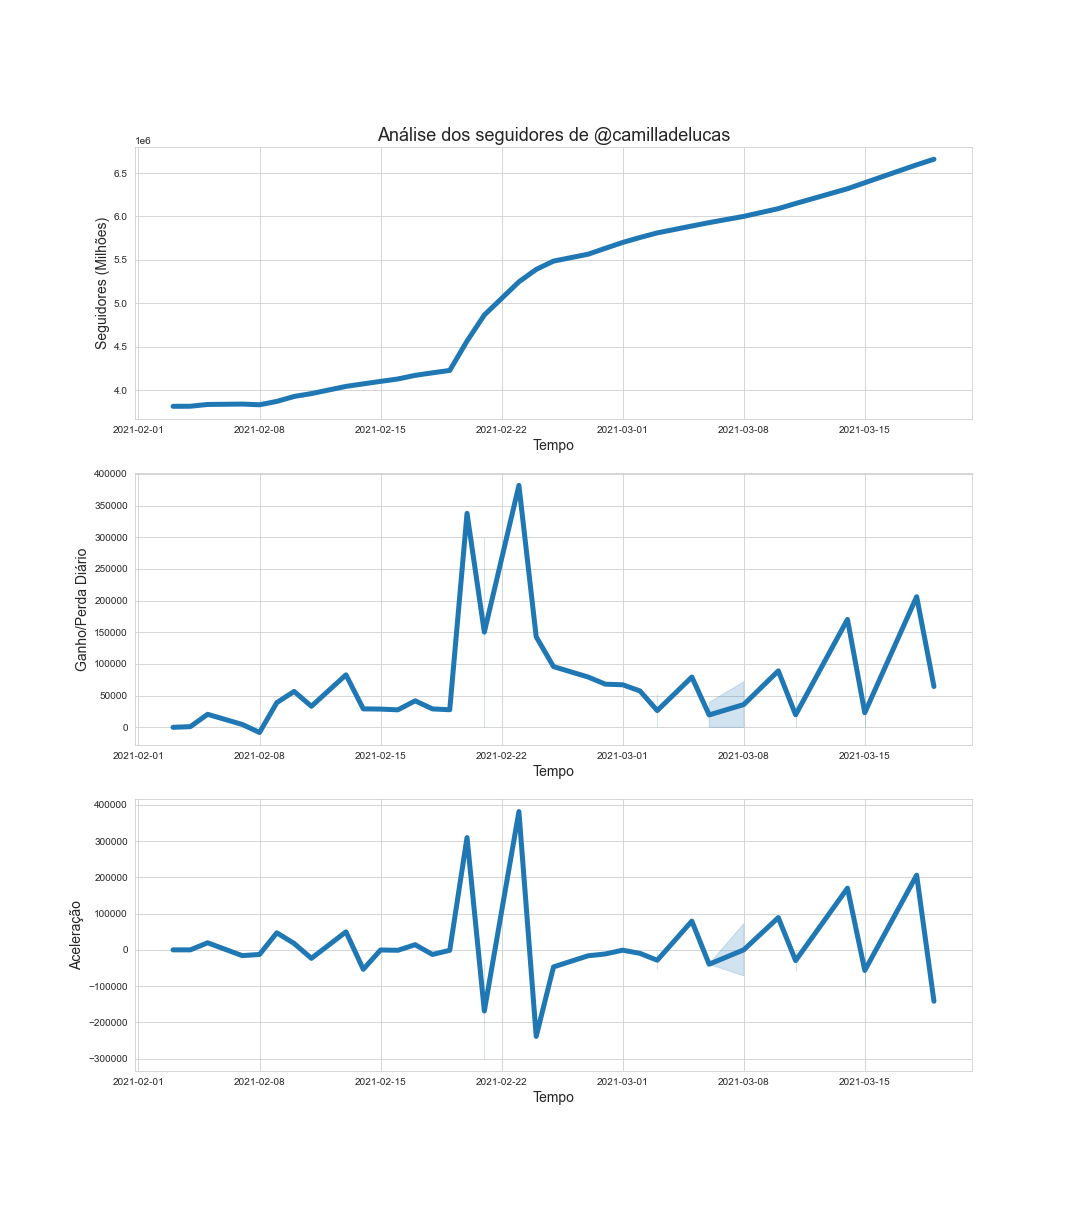 Análise dos seguidores de @camilladelucas
1e6
6.5
6.0
5.5
5.0
4.5
4.0
Seguidores (Milhões)
2021-02-01 2021-02-08 2021-02-15 2021-02-22 2021-03-01 2021-03-08 2021-03-15
Tempo
400000
350000
300000
250000
200000
150000
100000
50000
0
Ganho/Perda Diário
2021-02-01 2021-02-08 2021-02-15 2021-02-22 2021-03-01 2021-03-08 2021-03-15
Tempo
400000
300000
200000
100000
0
−100000
−200000
−300000
Aceleração
2021-02-01 2021-02-08 2021-02-15 2021-02-22 2021-03-01 2021-03-08 2021-03-15
Tempo